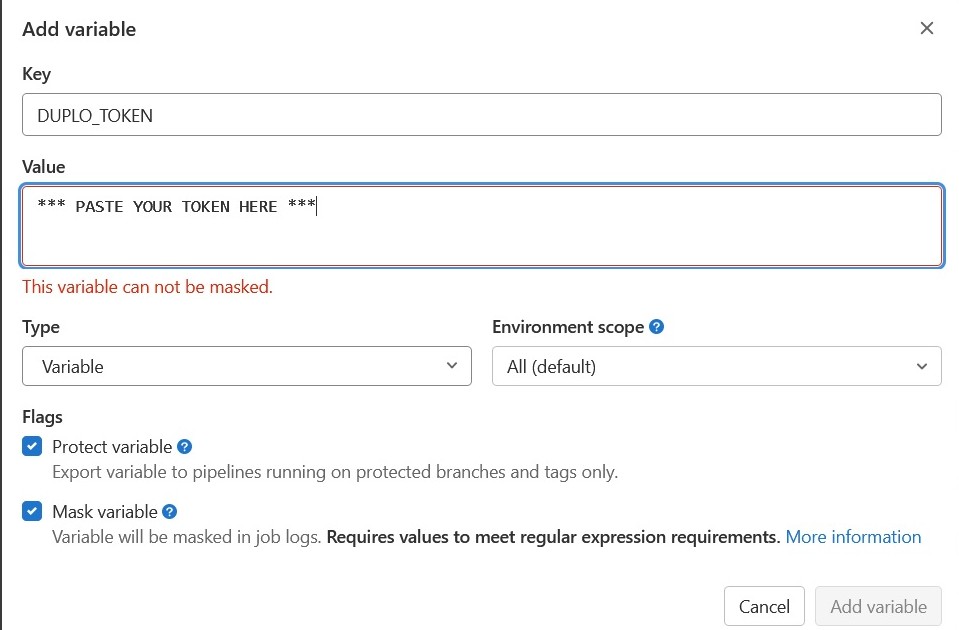 Add variable
Key
DUPLO_TOKEN
Value
*** PASTE YOUR TOKEN HERE ***
This variable can not be masked.
Type
Environment scope ?
Variable
All (default)
Flags
Protect variable ?
Export variable to pipelines running on protected branches and tags only.
Mask variable ?
Variable will be masked in job logs. Requires values to meet regular expression requirements. More information
Cancel
Add variable